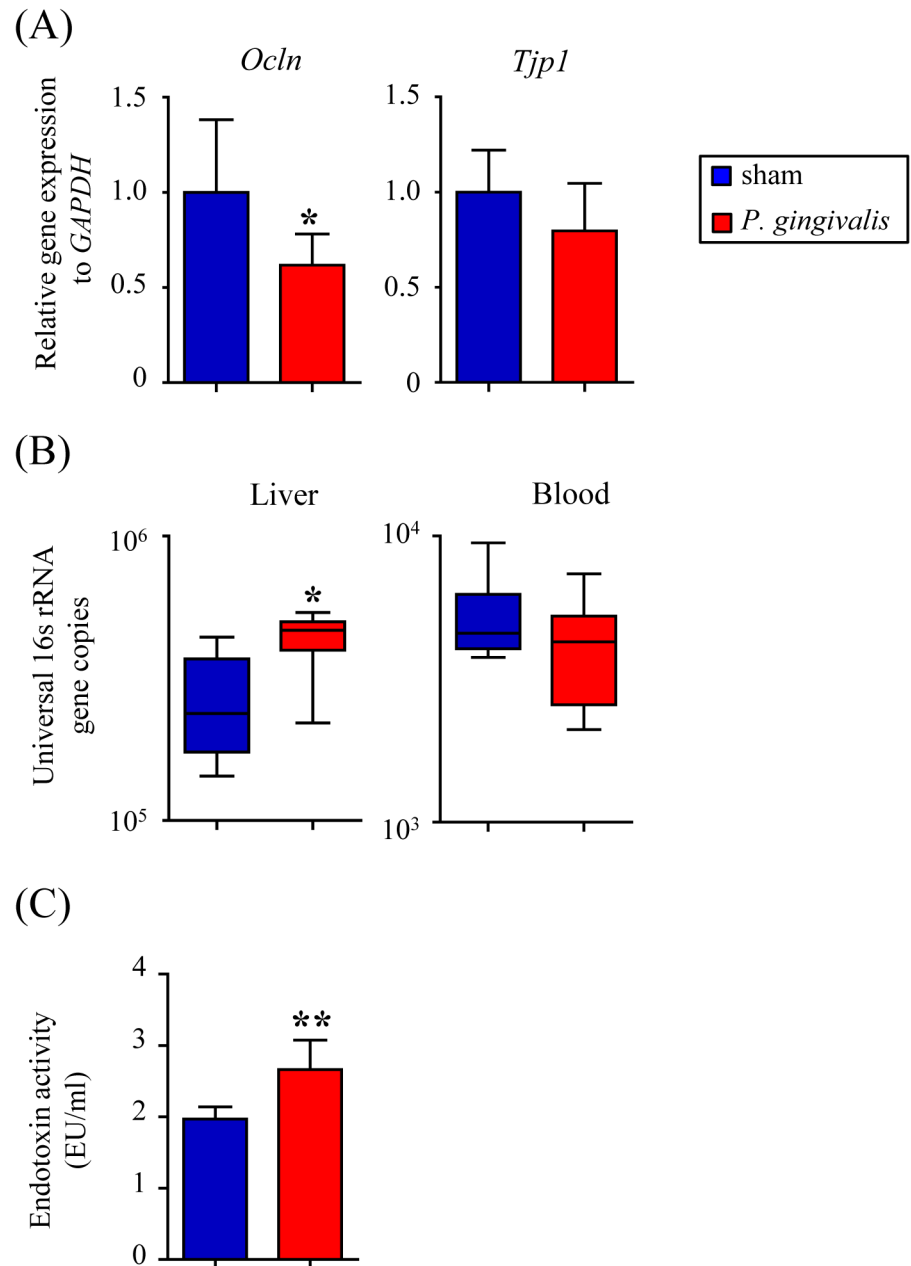 (A)
Ocln
Tjp1
Relative gene expression
to GAPDH
1.5
1.0
0.5
0
*
1.5
1.0
0.5
0
sham
P. gingivalis
(B)
Liver
Blood
Universal 16s rRNA
gene copies
10⁶
10⁵
*
10⁴
10³
(C)
Endotoxin activity
(EU/ml)
4
3
2
1
0
**